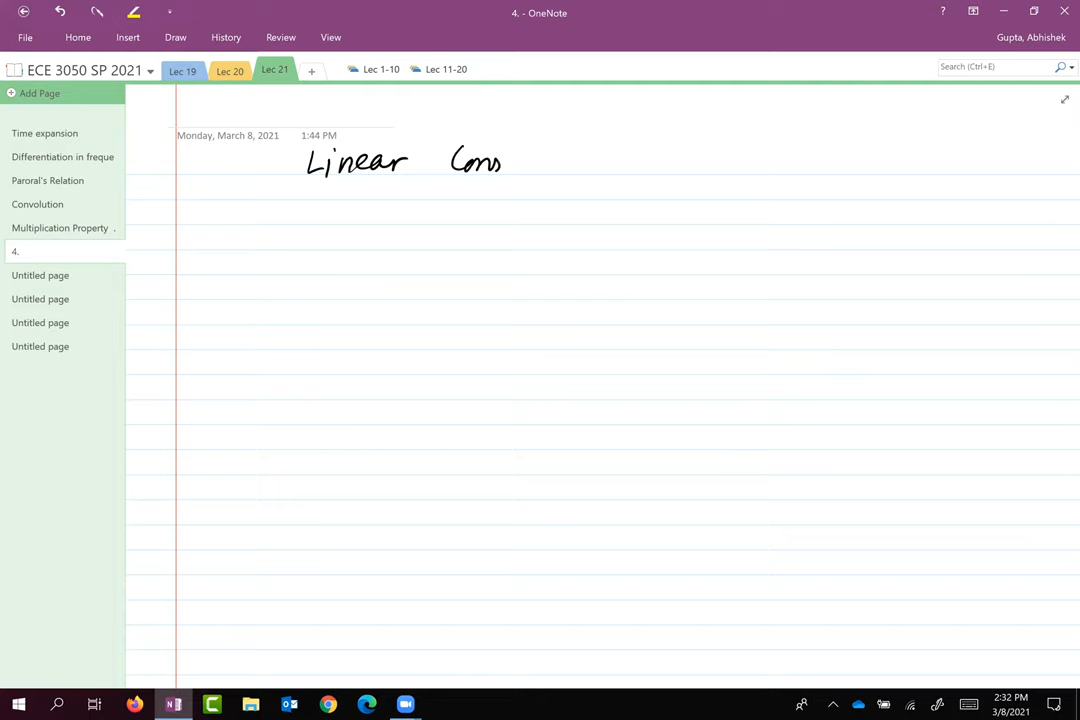 4. - OneNote
File Home Insert Draw History Review View
Gupta, Abhishek
ECE 3050 SP 2021
Lec 19 Lec 20 Lec 21 + Lec 1-10 Lec 11-20
Search (Ctrl+E)
Add Page
Monday, March 8, 2021 1:44 PM
Linear Cons
Time expansion
Differentiation in freque
Paroral's Relation
Convolution
Multiplication Property .
4.
Untitled page
Untitled page
Untitled page
Untitled page
2:32 PM
3/8/2021